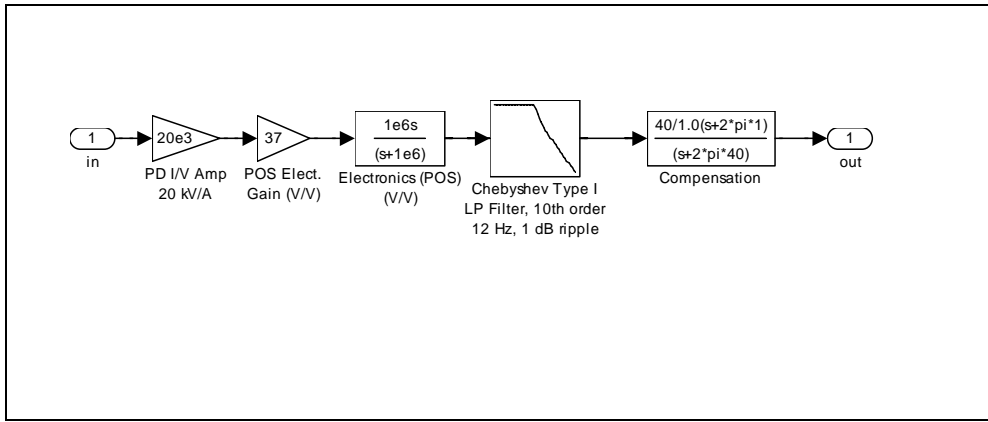 1
in
20e3
PD I/V Amp
20 kV/A
37
POS Elect.
Gain (V/V)
1e6s
(s+1e6)
Electronics (POS)
(V/V)
Chebyshev Type I
LP Filter, 10th order
12 Hz, 1 dB ripple
40/1.0(s+2*pi*1)
(s+2*pi*40)
Compensation
1
out